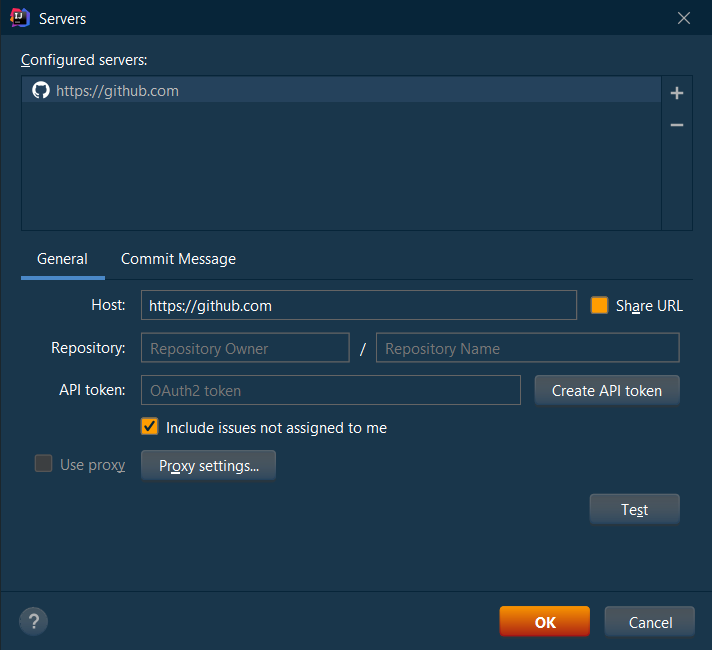 Servers
Configured servers:
https://github.com
General Commit Message
Host: https://github.com Share URL
Repository: Repository Owner / Repository Name
API token: OAuth2 token Create API token
Include issues not assigned to me
Use proxy Proxy settings...
Test
? OK Cancel